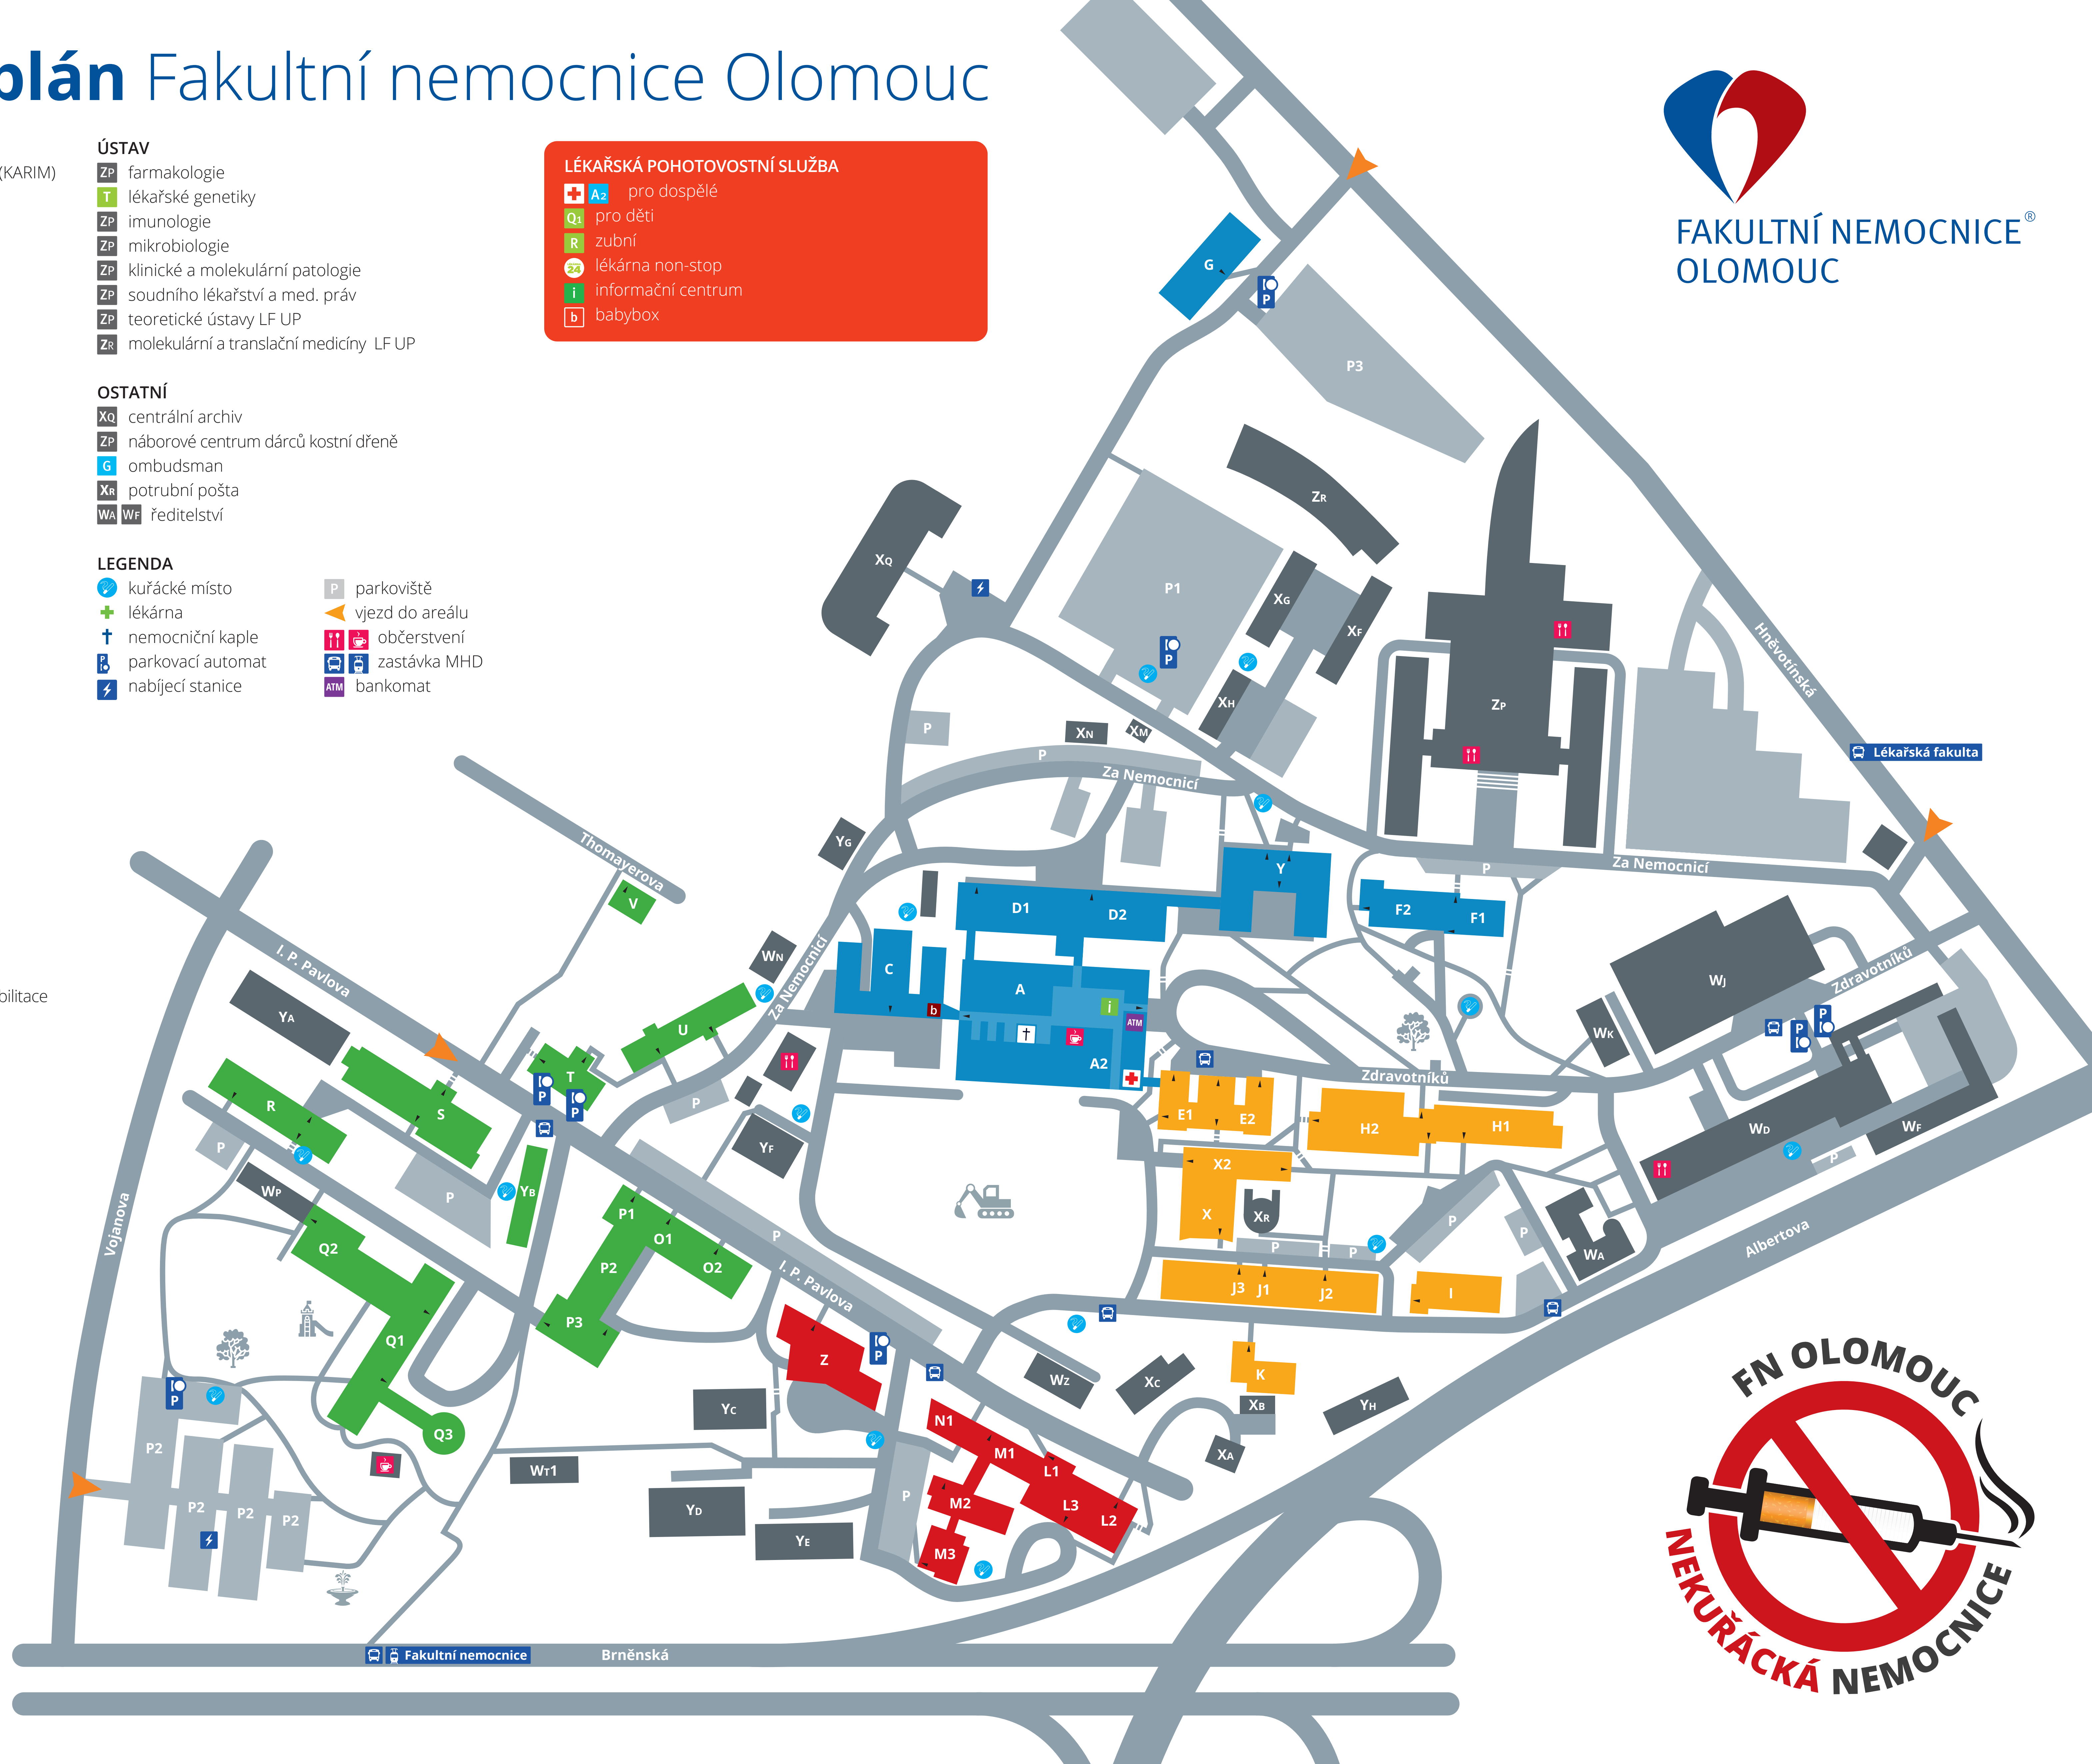 plán Fakultní nemocnice Olomouc
(KARIM)
ÚSTAV
ZP farmakologie
T lékařské genetiky
ZP imunologie
ZP mikrobiologie
ZP klinické a molekulární patologie
ZP soudního lékařství a med. práv
ZP teoretické ústavy LF UP
ZR molekulární a translační medicíny LF UP
OSTATNÍ
XQ centrální archiv
ZP náborové centrum dárců kostní dřeně
G ombudsman
XR potrubní pošta
WA WF ředitelství
LEGENDA
kuřácké místo
lékárna
nemocniční kaple
P parkovací automat
nabíjecí stanice
P parkoviště
vjezd do areálu
občerstvení
zastávka MHD
ATM bankomat
LÉKAŘSKÁ POHOTOVOSTNÍ SLUŽBA
A2 pro dospělé
Q1 pro děti
R zubní
24 lékárna non-stop
i informační centrum
b babybox
FAKULTNÍ NEMOCNICE®
OLOMOUC
bilitace
G
P
P3
ZR
XQ
P1
P
XG
XF
XH
ZP
Hněvotínská
Lékařská fakulta
P
XN
XM
P
Za Nemocnicí
YG
Thomayerova
V
Y
P
Za Nemocnicí
D1
D2
F2
F1
WN
Za Nemocnicí
C
A
i
b
ATM
A2
WJ
Zdravotníků
WK
P
P
I. P. Pavlova
YA
U
T
P
P
R
S
P
YF
P
WP
P
YB
Zdravotníků
E1
E2
H2
H1
WD
WF
P
X2
X
XR
P
P
P
P
WA
Albertova
Vojanova
Q2
P1
O1
P2
O2
P
I. P. Pavlova
P3
Q1
Q3
J3
J1
J2
I
Z
P
K
WZ
XC
XB
YH
XA
P
P2
P2
P2
P2
YC
WT1
YD
YE
P
N1
M1
L1
M2
L3
L2
M3
Fakultní nemocnice
Brněnská
FN OLOMOUC
NEKUŘÁCKÁ NEMOCNICE